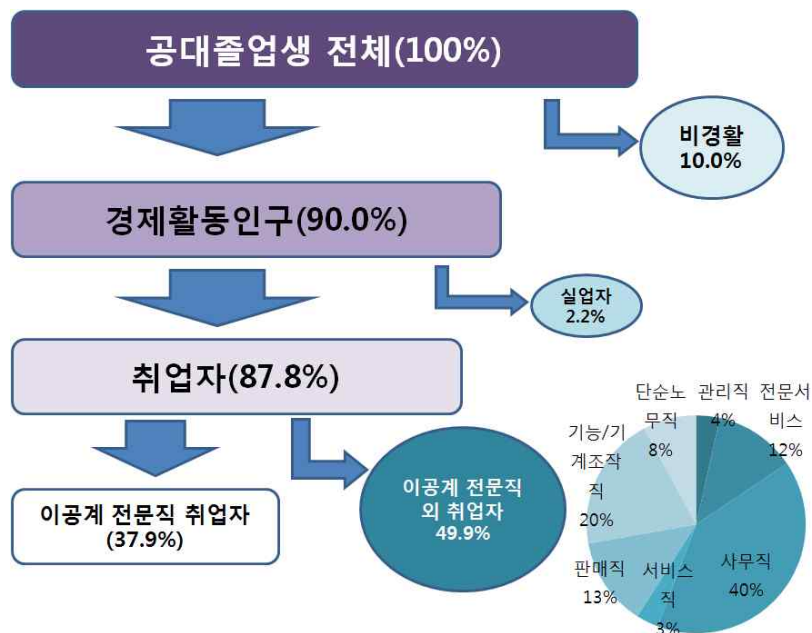 공대졸업생 전체(100%)
비경활
10.0%
경제활동인구(90.0%)
실업자
2.2%
취업자(87.8%)
이공계 전문직 취업자
(37.9%)
이공계 전문직
외 취업자
49.9%
단순노
무직
8%
관리직
4%
전문서
비스
12%
기능/기
계조작
직
20%
사무직
40%
판매직
13%
서비스
직
3%